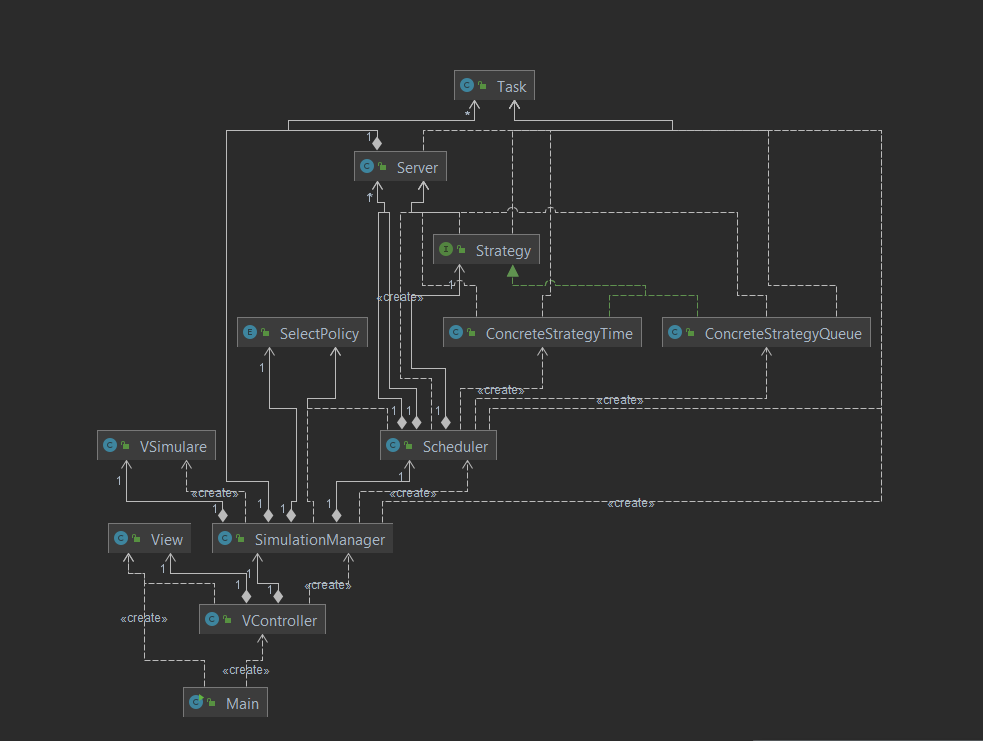 Task
*
1
Server
*
Strategy
1
«create»
SelectPolicy
ConcreteStrategyTime
ConcreteStrategyQueue
1
«create»
«create»
1
1
1
VSimulare
Scheduler
1
1
«create»
«create»
«create»
1
1
1
1
View
SimulationManager
1
1
«create»
1
1
«create»
VController
«create»
Main